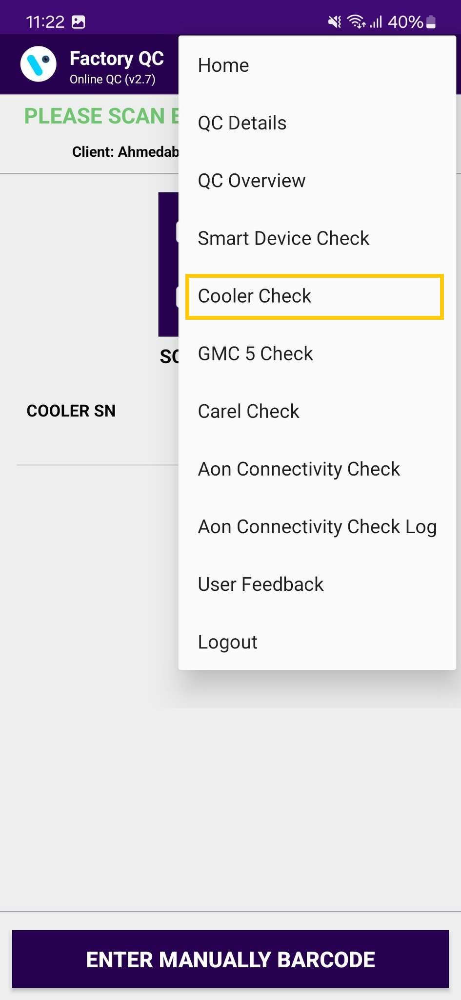 11:22
40%
Factory QC
Online QC (v2.7)
PLEASE SCAN
Client: Ahmedab
SC
COOLER SN
Home
QC Details
QC Overview
Smart Device Check
Cooler Check
GMC 5 Check
Carel Check
Aon Connectivity Check
Aon Connectivity Check Log
User Feedback
Logout
ENTER MANUALLY BARCODE